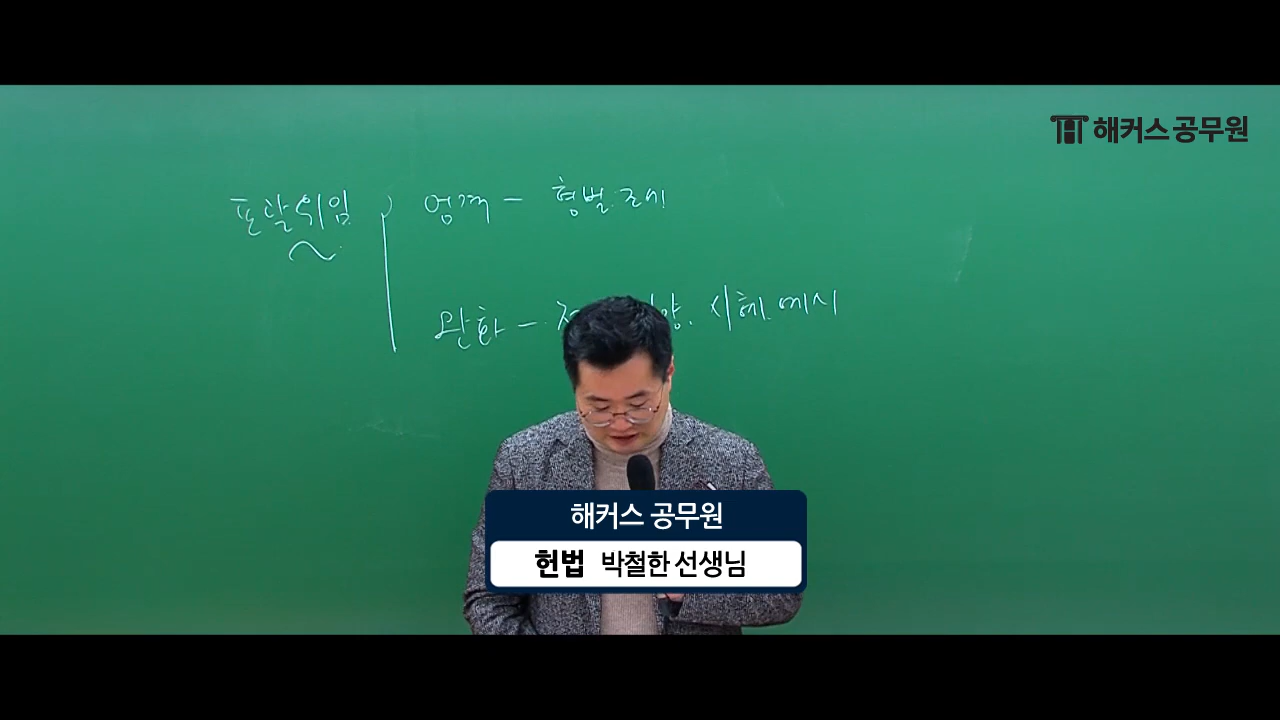 해커스 공무원
포괄위임 엄격 - 형벌. 조세
완화 - 시혜. 예시
해커스 공무원
헌법 박철한 선생님